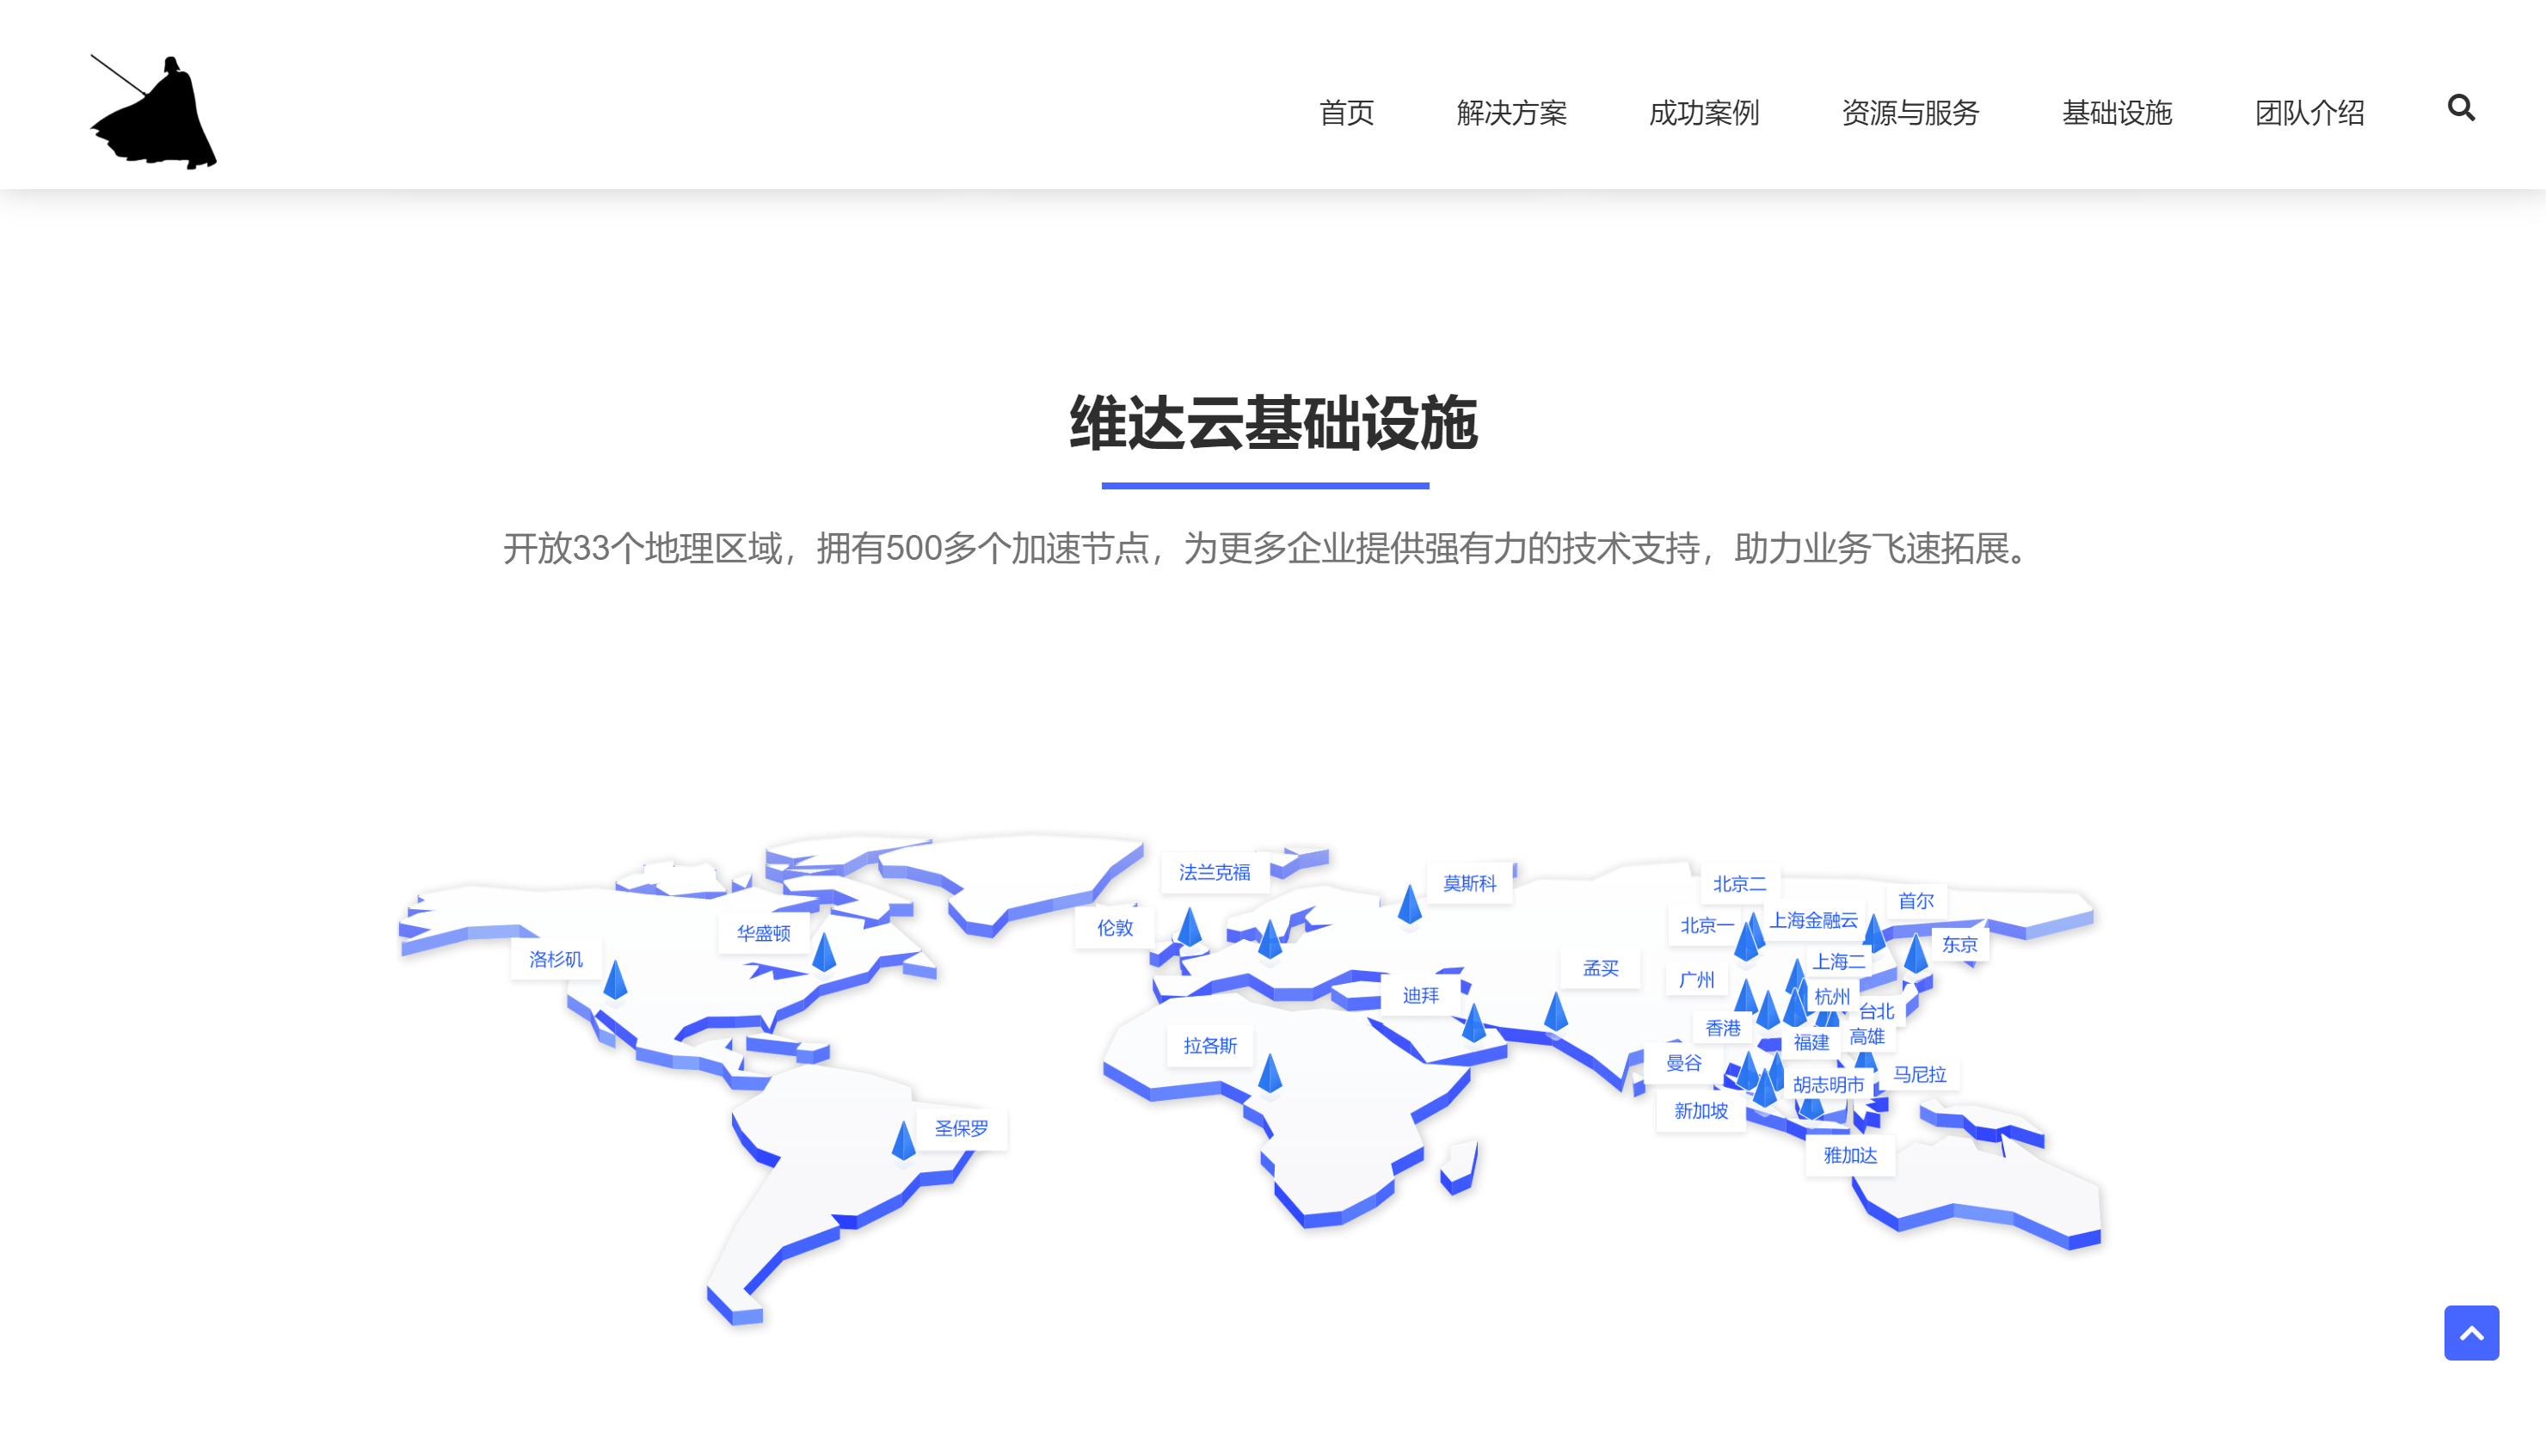 首页
解决方案
成功案例
资源与服务
基础设施
团队介绍
维达云基础设施
开放33个地理区域，拥有500多个加速节点，为更多企业提供强有力的技术支持，助力业务飞速拓展。
法兰克福
莫斯科
北京二
首尔
伦敦
北京一
上海金融云
华盛顿
东京
洛杉矶
上海二
孟买
广州
迪拜
杭州
台北
香港
高雄
拉各斯
福建
曼谷
马尼拉
胡志明市
新加坡
圣保罗
雅加达